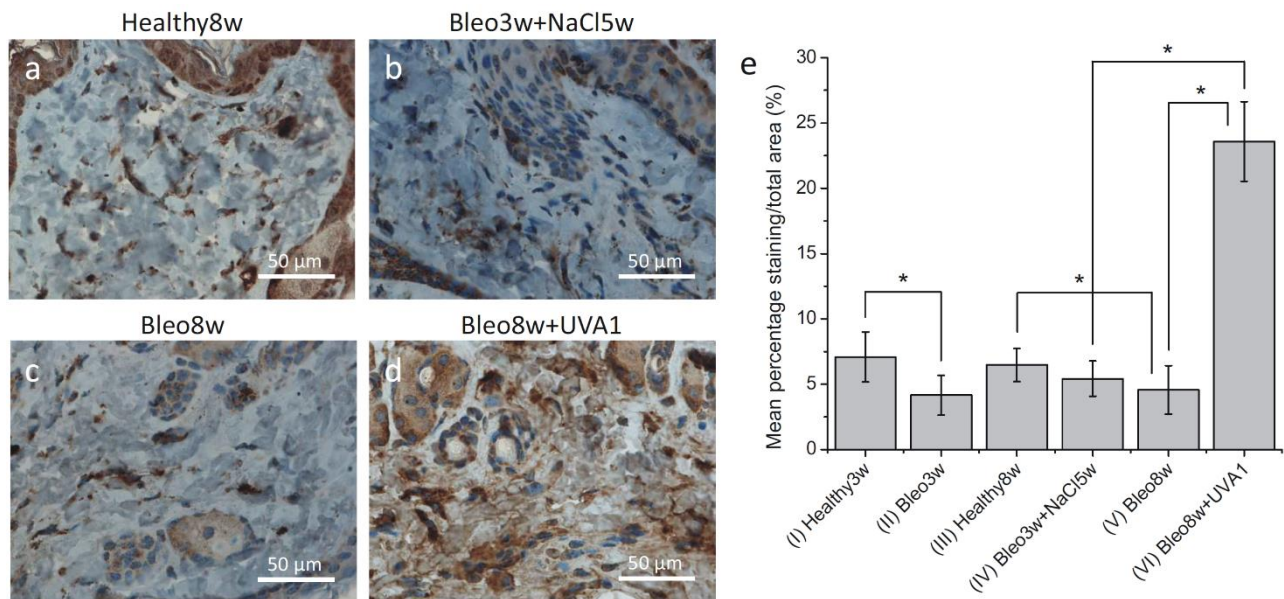 Healthy8w
Bleo3w+NaCl5w
a
50 µm
b
50 µm
Bleo8w
Bleo8w+UVA1
c
50 µm
d
50 µm
e
Mean percentage staining/total area (%)
30
25
20
15
10
5
0
*
*
*
*
(I) Healthy3w
(II) Bleo3w
(III) Healthy8w
(IV) Bleo3w+NaCl5w
(V) Bleo8w
(VI) Bleo8w+UVA1